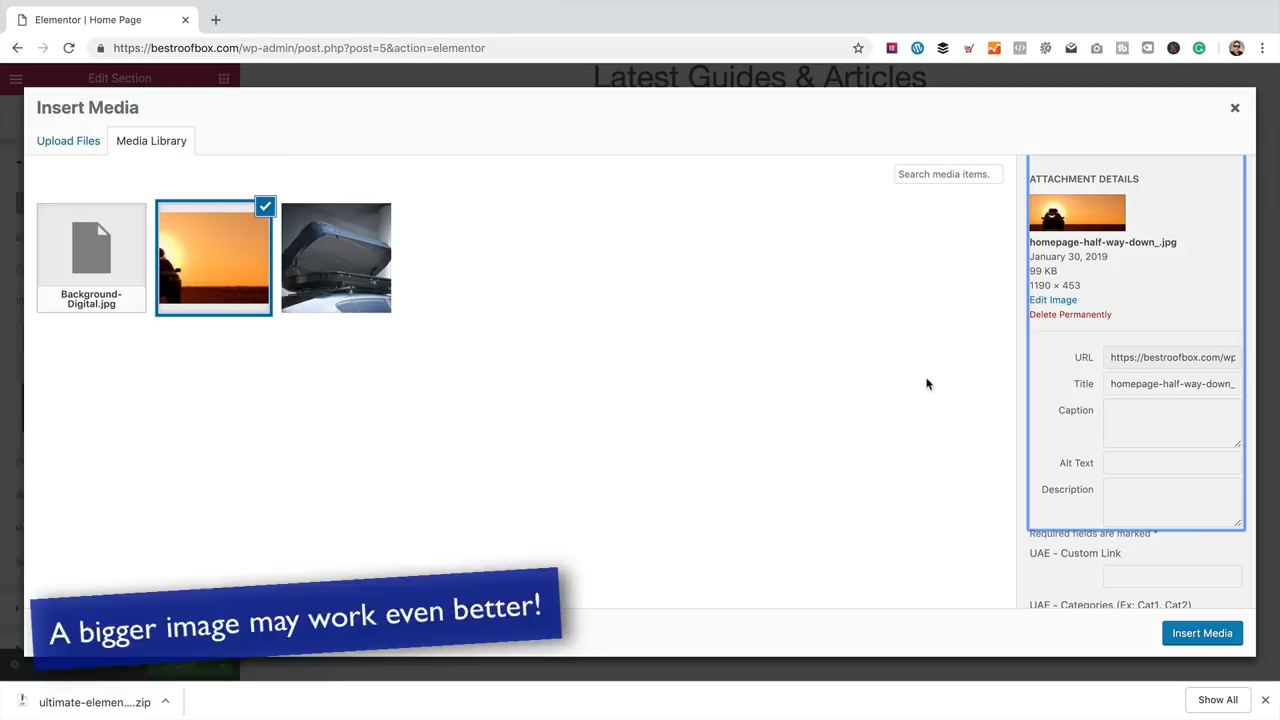 Elementor | Home Page
https://bestroofbox.com/wp-admin/post.php?post=5&action=elementor
Edit Section
Latest Guides & Articles
Insert Media
Upload Files
Media Library
Search media items.
Background-
Digital.jpg
ATTACHMENT DETAILS
homepage-half-way-down_.jpg
January 30, 2019
99 KB
1190 × 453
Edit Image
Delete Permanently
URL https://bestroofbox.com/wp
Title homepage-half-way-down_
Caption
Alt Text
Description
Required fields are marked *
UAE - Custom Link
UAE - Categories (Ex: Cat1, Cat2)
A bigger image may work even better!
Insert Media
ultimate-elemen....zip
Show All